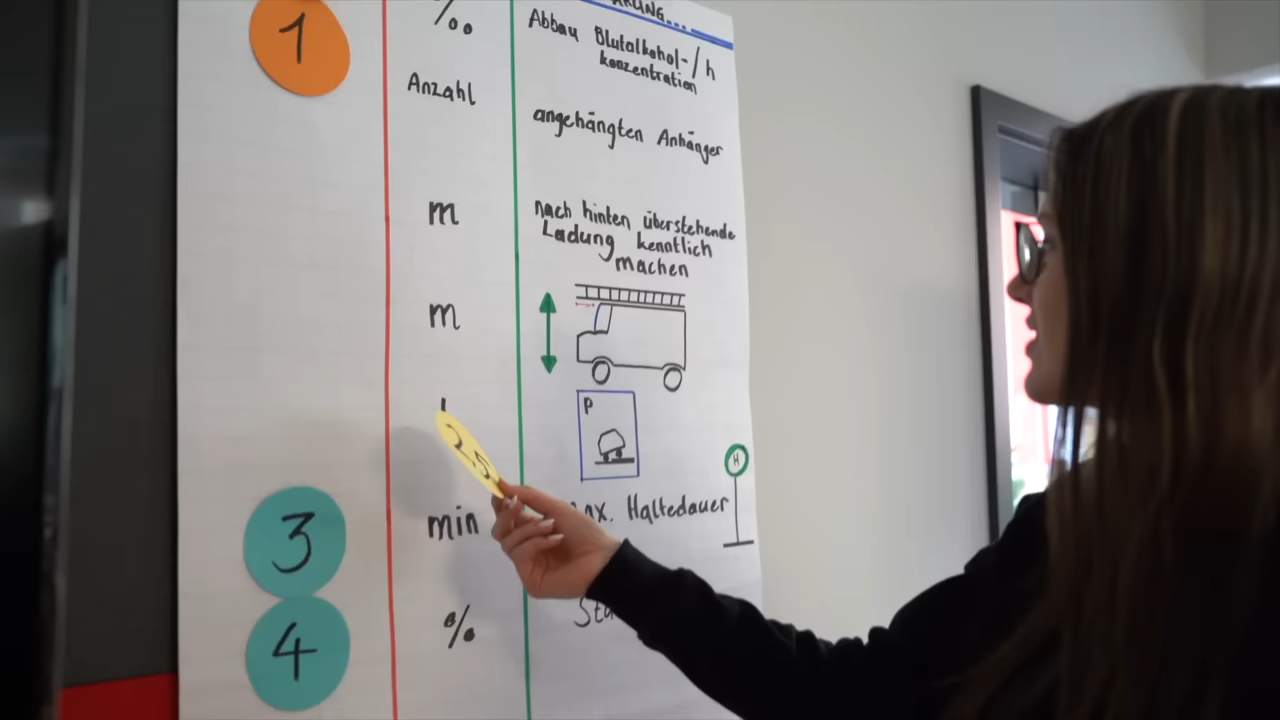 RUNG...
1
‰
Abbau Blutalkohol-/h
konzentration
Anzahl
angehängten Anhänger
m
nach hinten überstehende
Ladung kenntlich
machen
m
P
2,5
H
3
min
Haltedauer
4
%